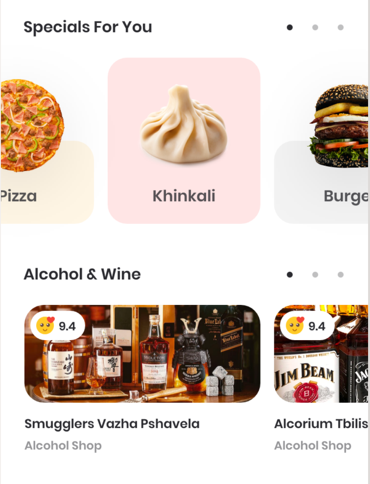 Specials For You
Pizza
Khinkali
Burge
Alcohol & Wine
9.4
9.4
JIM BEAM
Smugglers Vazha Pshavela
Alcorium Tbilis
Alcohol Shop
Alcohol Shop